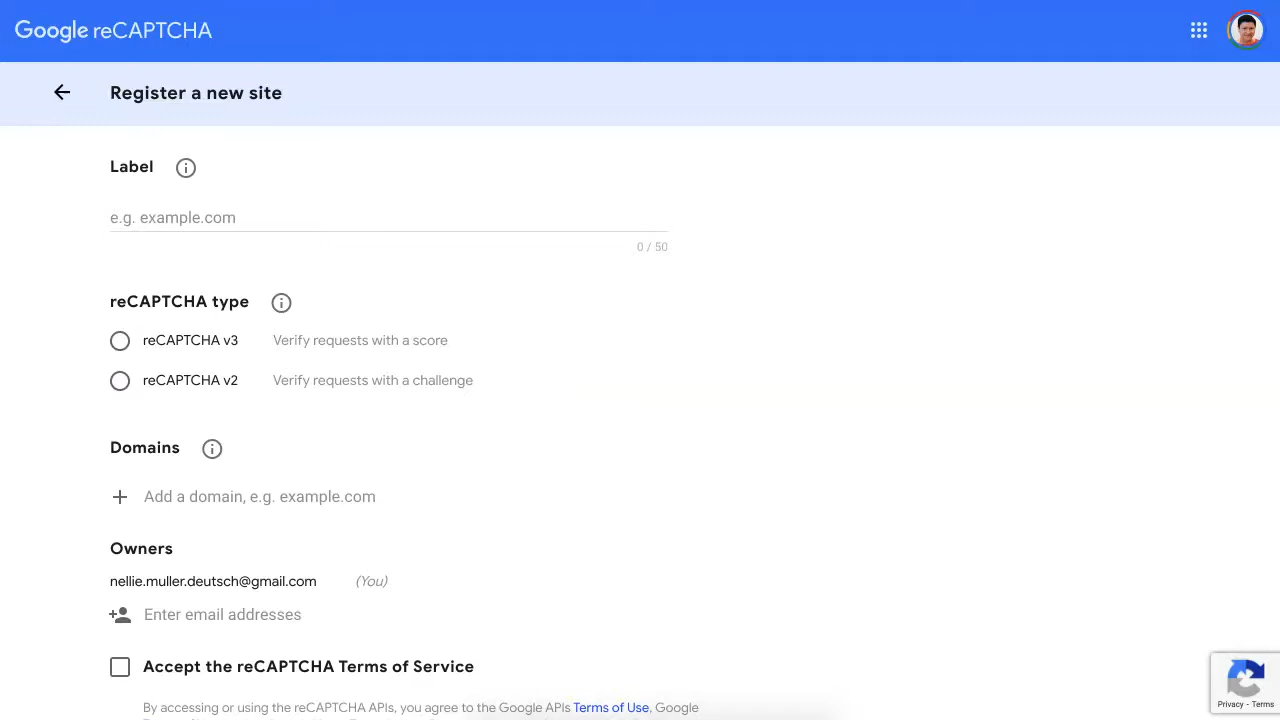 Google reCAPTCHA
Register a new site
Label
e.g. example.com
0 / 50
reCAPTCHA type
reCAPTCHA v3 Verify requests with a score
reCAPTCHA v2 Verify requests with a challenge
Domains
Add a domain, e.g. example.com
Owners
nellie.muller.deutsch@gmail.com (You)
Enter email addresses
Accept the reCAPTCHA Terms of Service
By accessing or using the reCAPTCHA APIs, you agree to the Google APIs Terms of Use, Google
Privacy - Terms